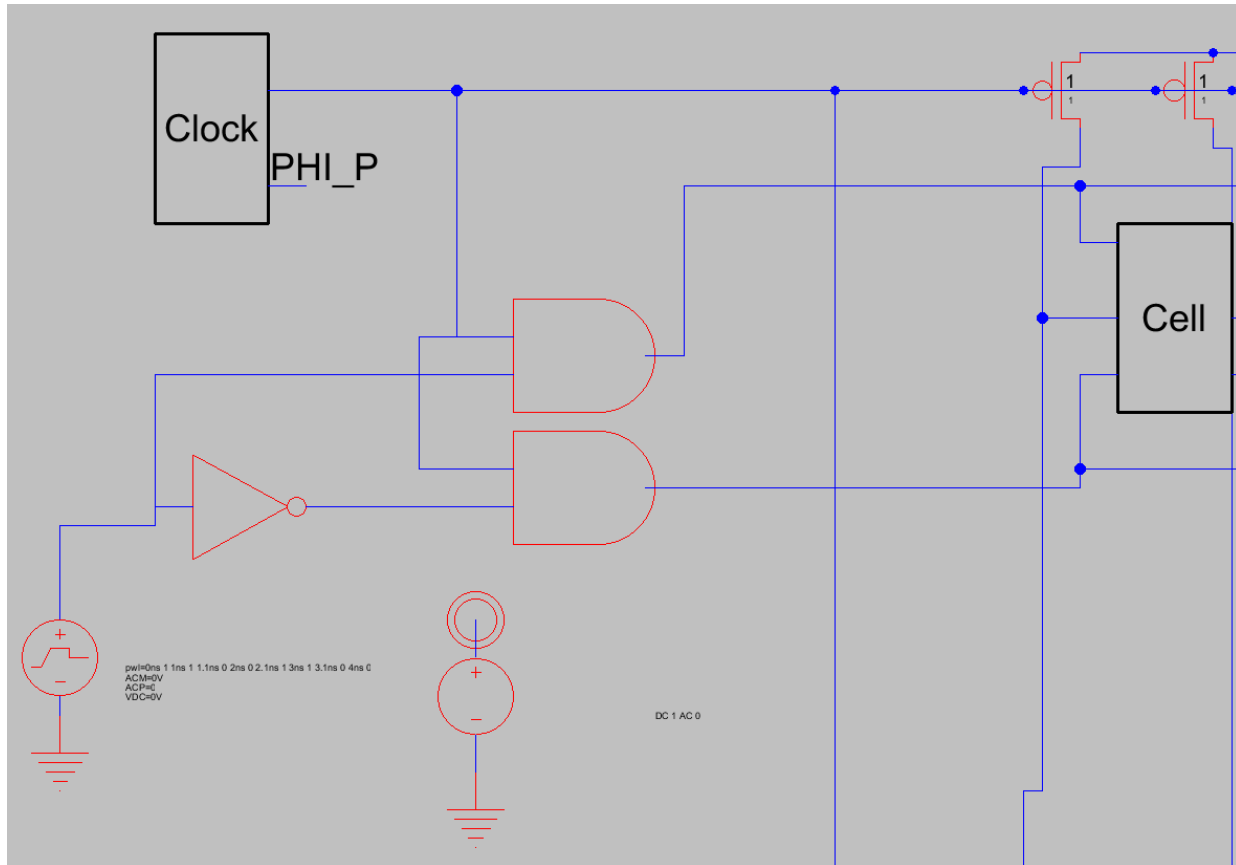 Clock
PHI_P
1
1
1
1
Cell
+
−
pwl=0ns 1 1ns 1 1.1ns 0 2ns 0 2.1ns 1 3ns 1 3.1ns 0 4ns 0
ACM=0V
ACP=0
VDC=0V
+
−
DC 1 AC 0